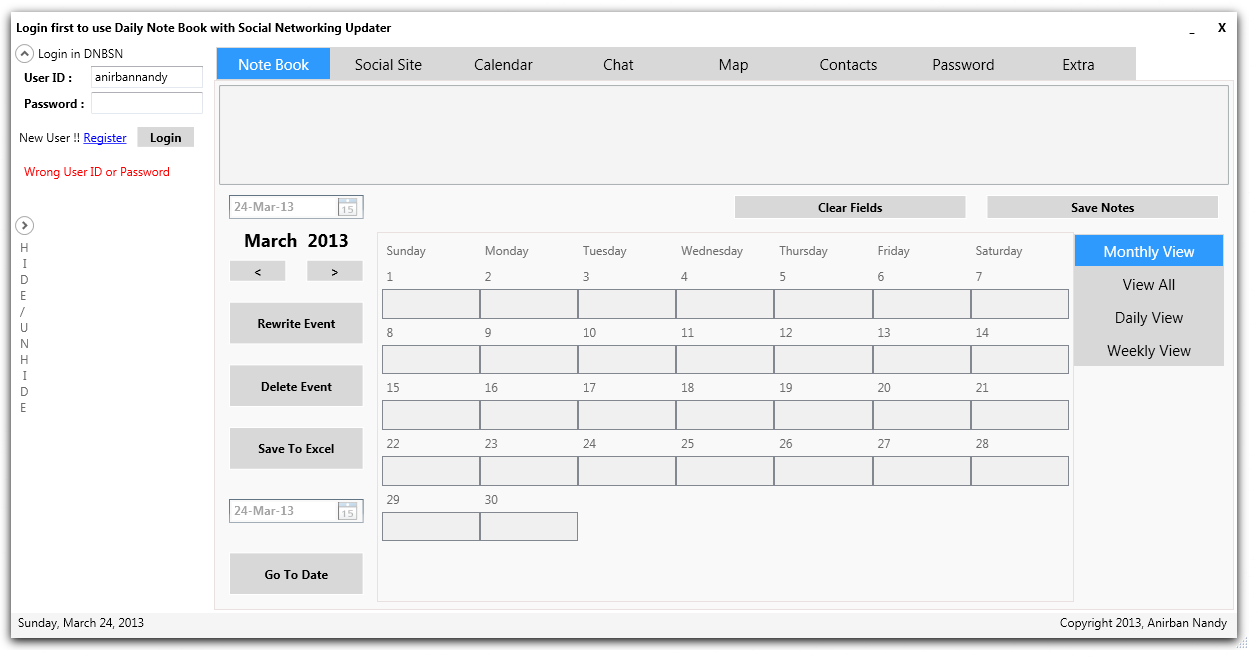 Login first to use Daily Note Book with Social Networking Updater
_ X
Login in DNBSN
User ID : anirbannandy
Password :
New User !! Register Login
Wrong User ID or Password
H
I
D
E
/
U
N
H
I
D
E
Note Book Social Site Calendar Chat Map Contacts Password Extra
24-Mar-13 15
Clear Fields Save Notes
March 2013
< >
Rewrite Event
Delete Event
Save To Excel
24-Mar-13 15
Go To Date
Sunday Monday Tuesday Wednesday Thursday Friday Saturday
1 2 3 4 5 6 7
8 9 10 11 12 13 14
15 16 17 18 19 20 21
22 23 24 25 26 27 28
29 30
Monthly View
View All
Daily View
Weekly View
Sunday, March 24, 2013
Copyright 2013, Anirban Nandy